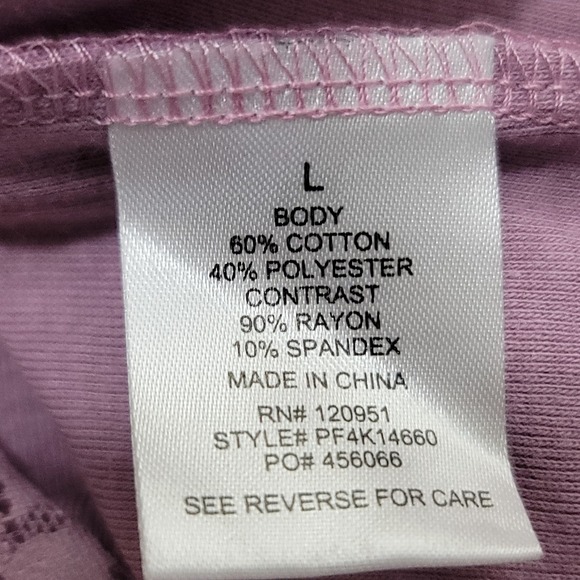 L
BODY
60% COTTON
40% POLYESTER
CONTRAST
90% RAYON
10% SPANDEX
MADE IN CHINA
RN# 120951
STYLE# PF4K14660
PO# 456066
SEE REVERSE FOR CARE